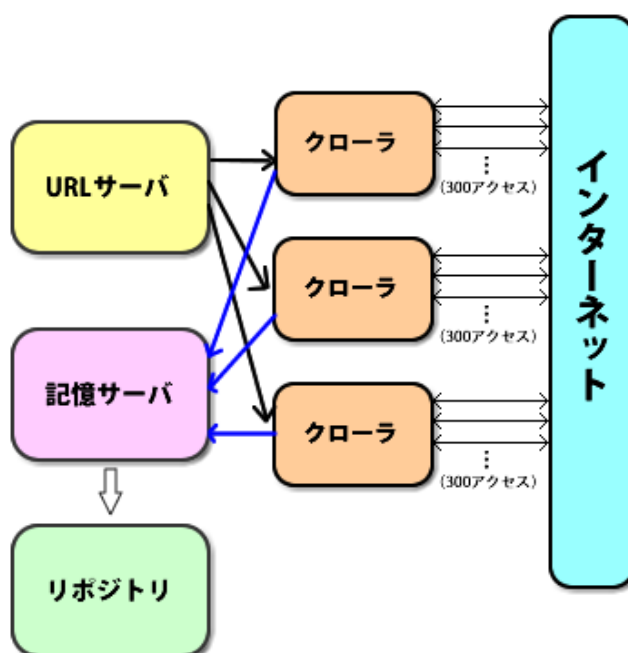 URLサーバ
記憶サーバ
リポジトリ
クローラ
クローラ
クローラ
(300アクセス)
(300アクセス)
(300アクセス)
インターネット